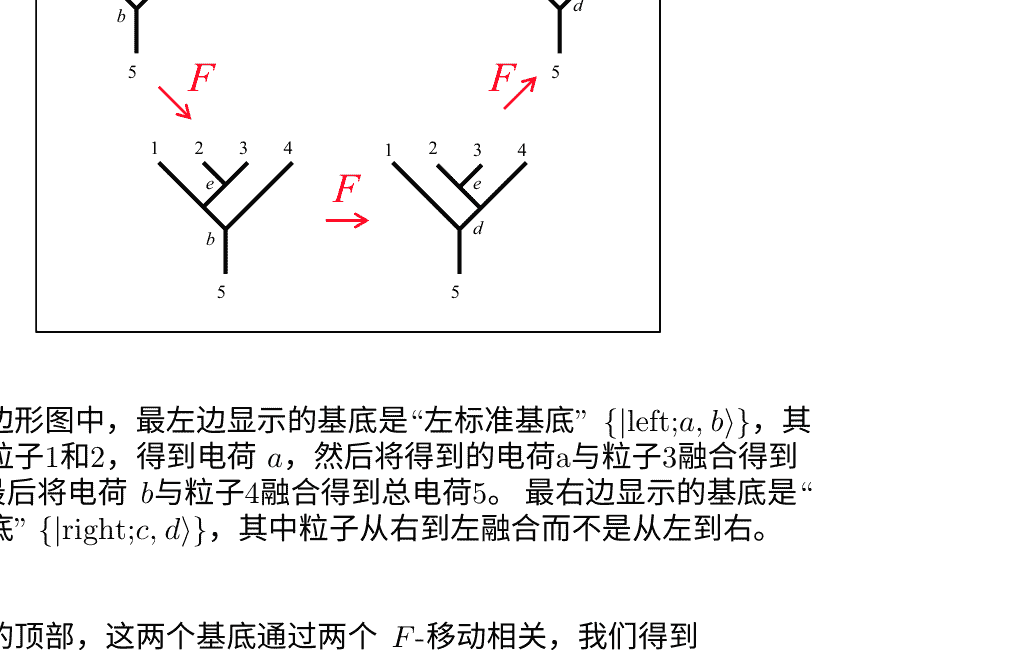 b
d
5
5
F
F
1 2 3 4
1 2 3 4
e
e
F
b
d
5
5
边形图中，最左边显示的基底是“左标准基底” {|left;a, b⟩}，其
粒子1和2，得到电荷 a，然后将得到的电荷a与粒子3融合得到
最后将电荷 b与粒子4融合得到总电荷5。 最右边显示的基底是“
底” {|right;c, d⟩}，其中粒子从右到左融合而不是从左到右。
的顶部，这两个基底通过两个 F-移动相关，我们得到